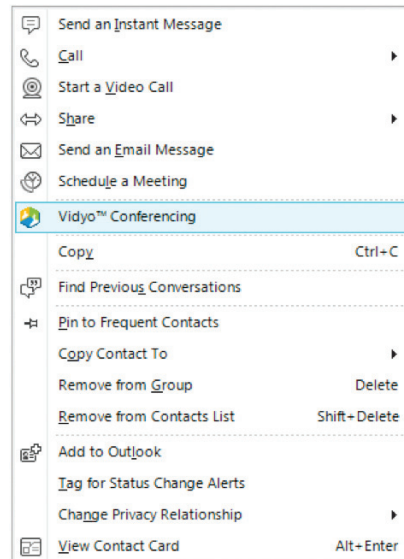 Send an Instant Message
Call
Start a Video Call
Share
Send an Email Message
Schedule a Meeting
Vidyo™ Conferencing
Copy Ctrl+C
Find Previous Conversations
Pin to Frequent Contacts
Copy Contact To
Remove from Group Delete
Remove from Contacts List Shift+Delete
Add to Outlook
Tag for Status Change Alerts
Change Privacy Relationship
View Contact Card Alt+Enter